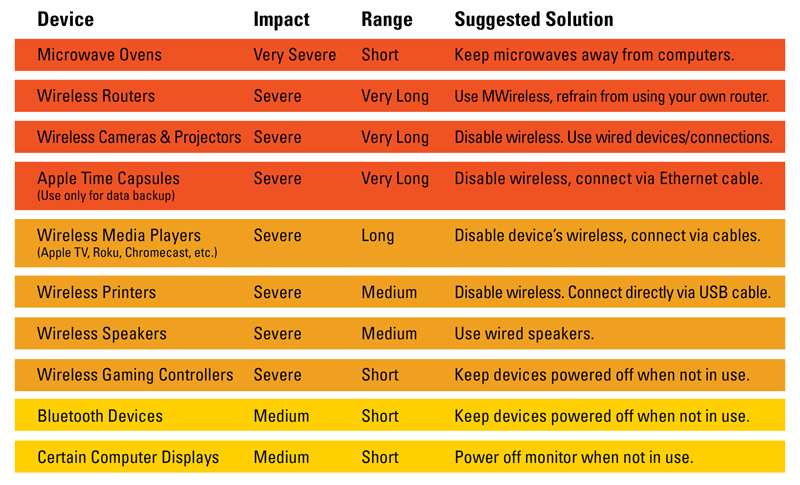 Device Impact Range Suggested Solution
Microwave Ovens Very Severe Short Keep microwaves away from computers.
Wireless Routers Severe Very Long Use MWireless, refrain from using your own router.
Wireless Cameras & Projectors Severe Very Long Disable wireless. Use wired devices/connections.
Apple Time Capsules Severe Very Long Disable wireless, connect via Ethernet cable.
(Use only for data backup)
Wireless Media Players Severe Long Disable device's wireless, connect via cables.
(Apple TV, Roku, Chromecast, etc.)
Wireless Printers Severe Medium Disable wireless. Connect directly via USB cable.
Wireless Speakers Severe Medium Use wired speakers.
Wireless Gaming Controllers Severe Short Keep devices powered off when not in use.
Bluetooth Devices Medium Short Keep devices powered off when not in use.
Certain Computer Displays Medium Short Power off monitor when not in use.